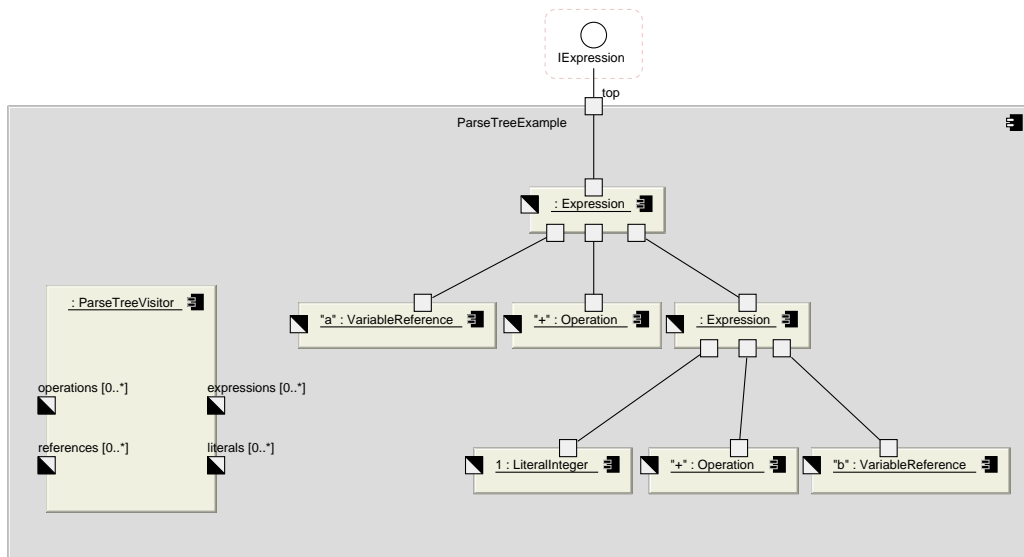 IExpression
top
ParseTreeExample
: Expression
: ParseTreeVisitor
"a" : VariableReference
"+" : Operation
: Expression
operations [0..*]
expressions [0..*]
references [0..*]
literals [0..*]
1 : LiteralInteger
"+" : Operation
"b" : VariableReference